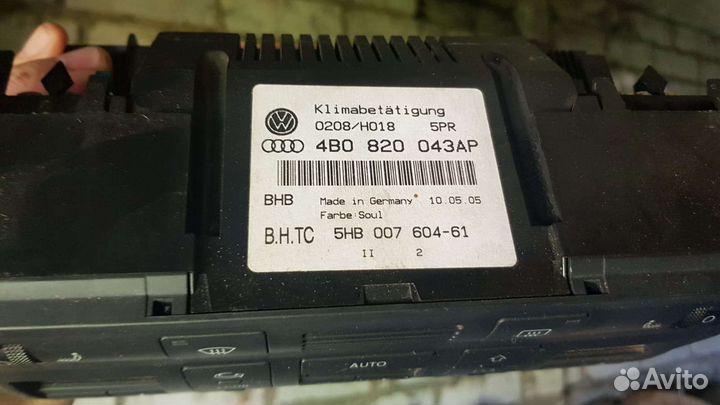 Klimabetätigung
0208/H018 5PR
4B0 820 043AP
BHB Made in Germany 10.05.05
Farbe:Soul
B.H.TC 5HB 007 604-61
II 2
AUTO
Avito